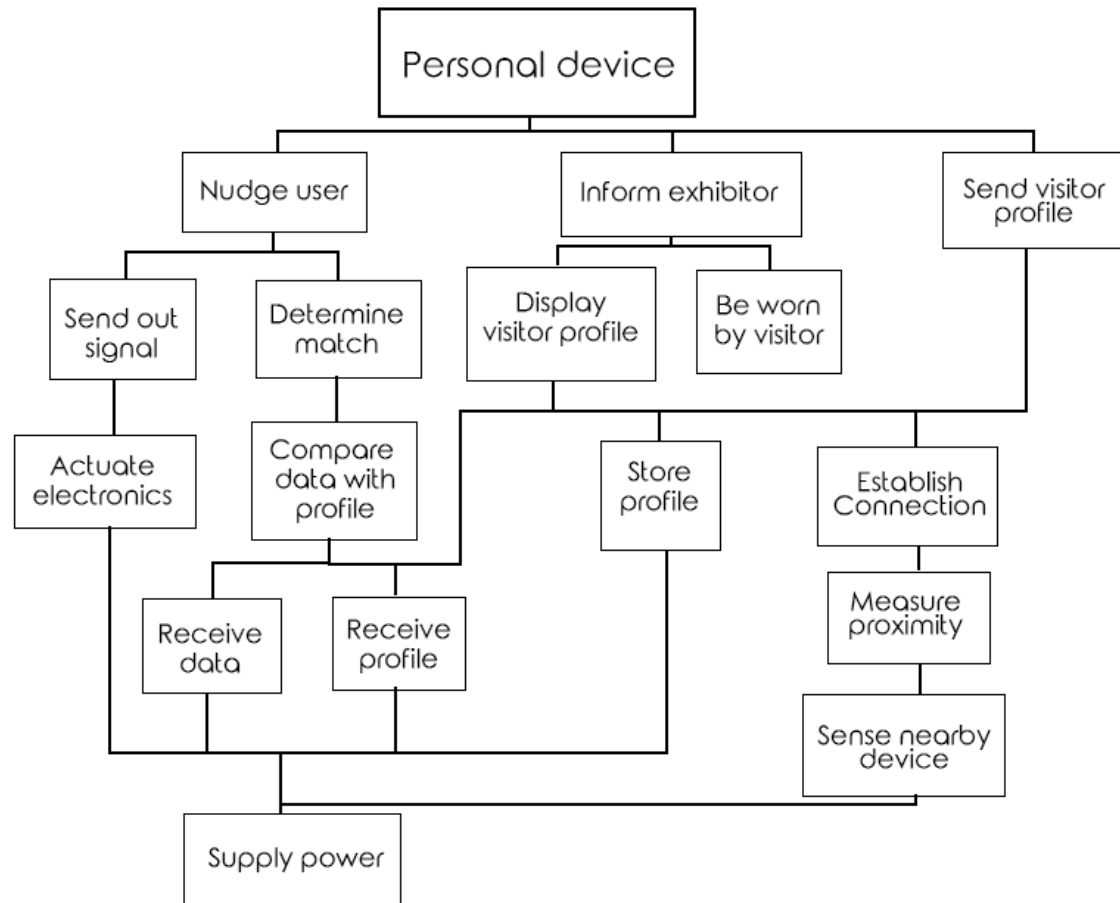 Personal device
Nudge user
Inform exhibitor
Send visitor
profile
Send out
signal
Determine
match
Display
visitor profile
Be worn
by visitor
Actuate
electronics
Compare
data with
profile
Store
profile
Establish
Connection
Receive
data
Receive
profile
Measure
proximity
Sense nearby
device
Supply power